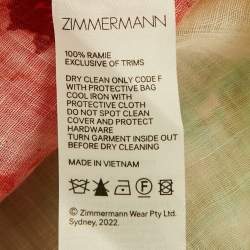 ZIMMERMANN
100% RAMIE
EXCLUSIVE OF TRIMS
DRY CLEAN ONLY CODE F
WITH PROTECTIVE BAG
COOL IRON WITH
PROTECTIVE CLOTH
DO NOT SPOT CLEAN
COVER AND PROTECT
HARDWARE
TURN GARMENT INSIDE OUT
BEFORE DRY CLEANING
MADE IN VIETNAM
F
© Zimmermann Wear Pty Ltd.
Sydney, 2022.